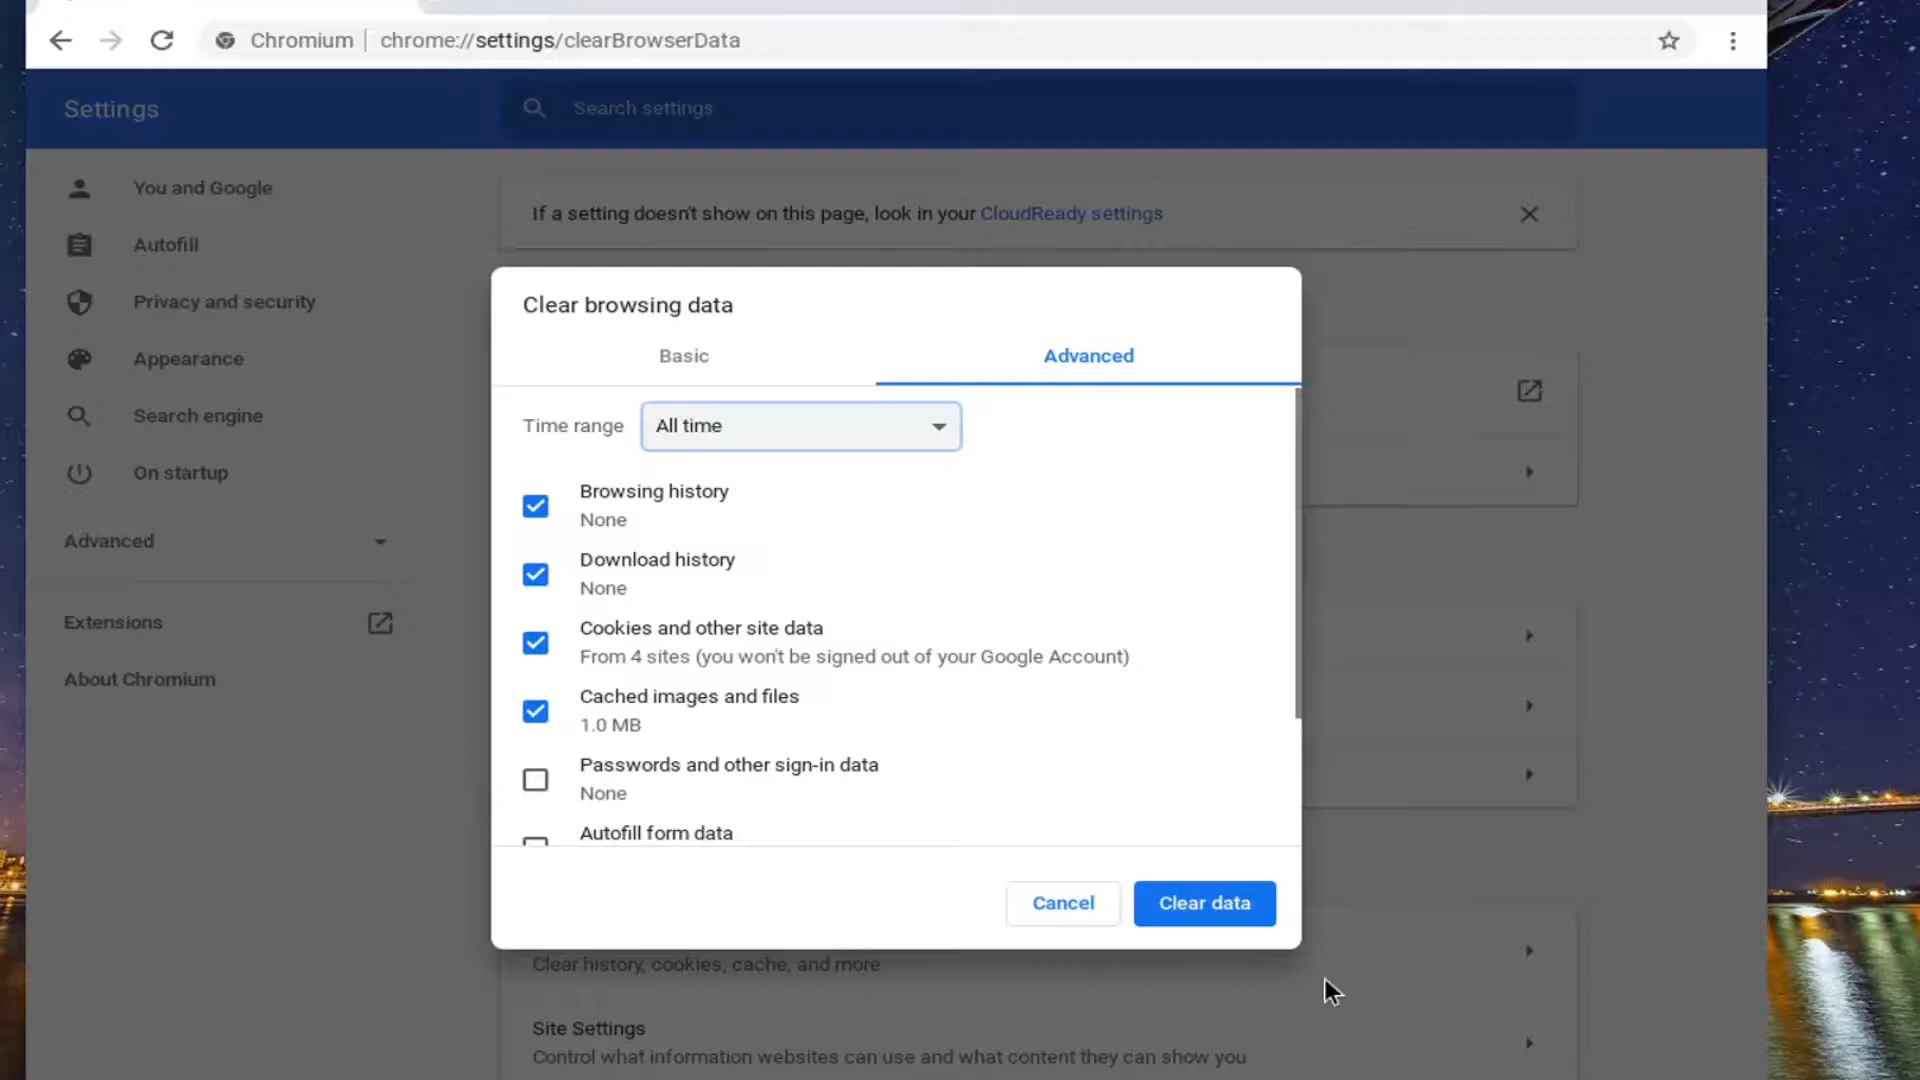 Chromium | chrome://settings/clearBrowserData
Settings
Search settings
You and Google
Autofill
Privacy and security
Appearance
Search engine
On startup
Advanced
Extensions
About Chromium
If a setting doesn't show on this page, look in your CloudReady settings
Clear browsing data
Basic
Advanced
Time range
All time
Browsing history
None
Download history
None
Cookies and other site data
From 4 sites (you won't be signed out of your Google Account)
Cached images and files
1.0 MB
Passwords and other sign-in data
None
Autofill form data
Cancel
Clear data
Clear history, cookies, cache, and more
Site Settings
Control what information websites can use and what content they can show you